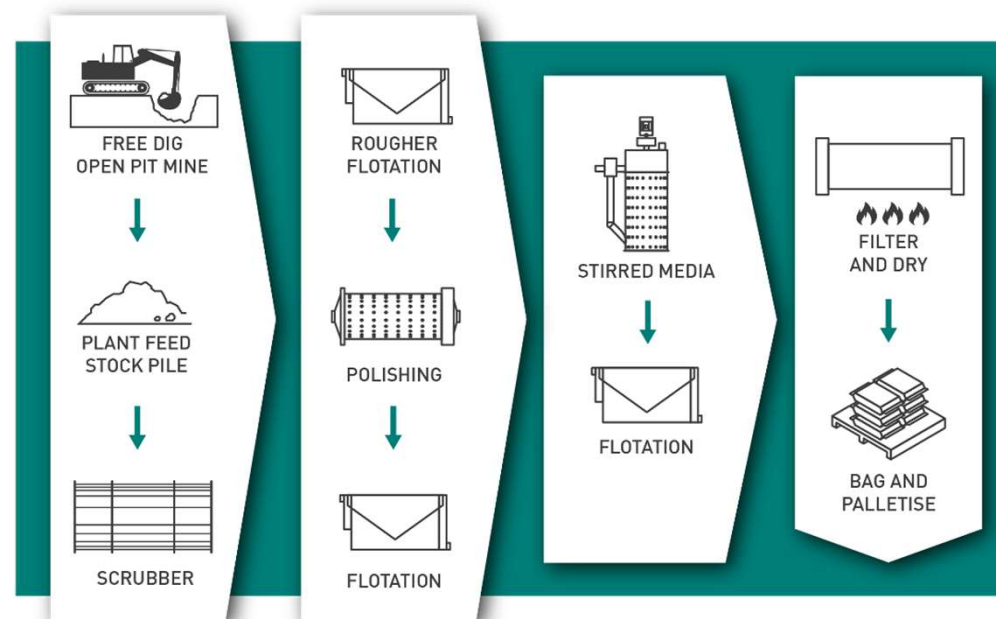 FREE DIG
OPEN PIT MINE
PLANT FEED
STOCK PILE
SCRUBBER
ROUGHER
FLOTATION
POLISHING
FLOTATION
STIRRED MEDIA
FLOTATION
FILTER
AND DRY
BAG AND
PALLETISE